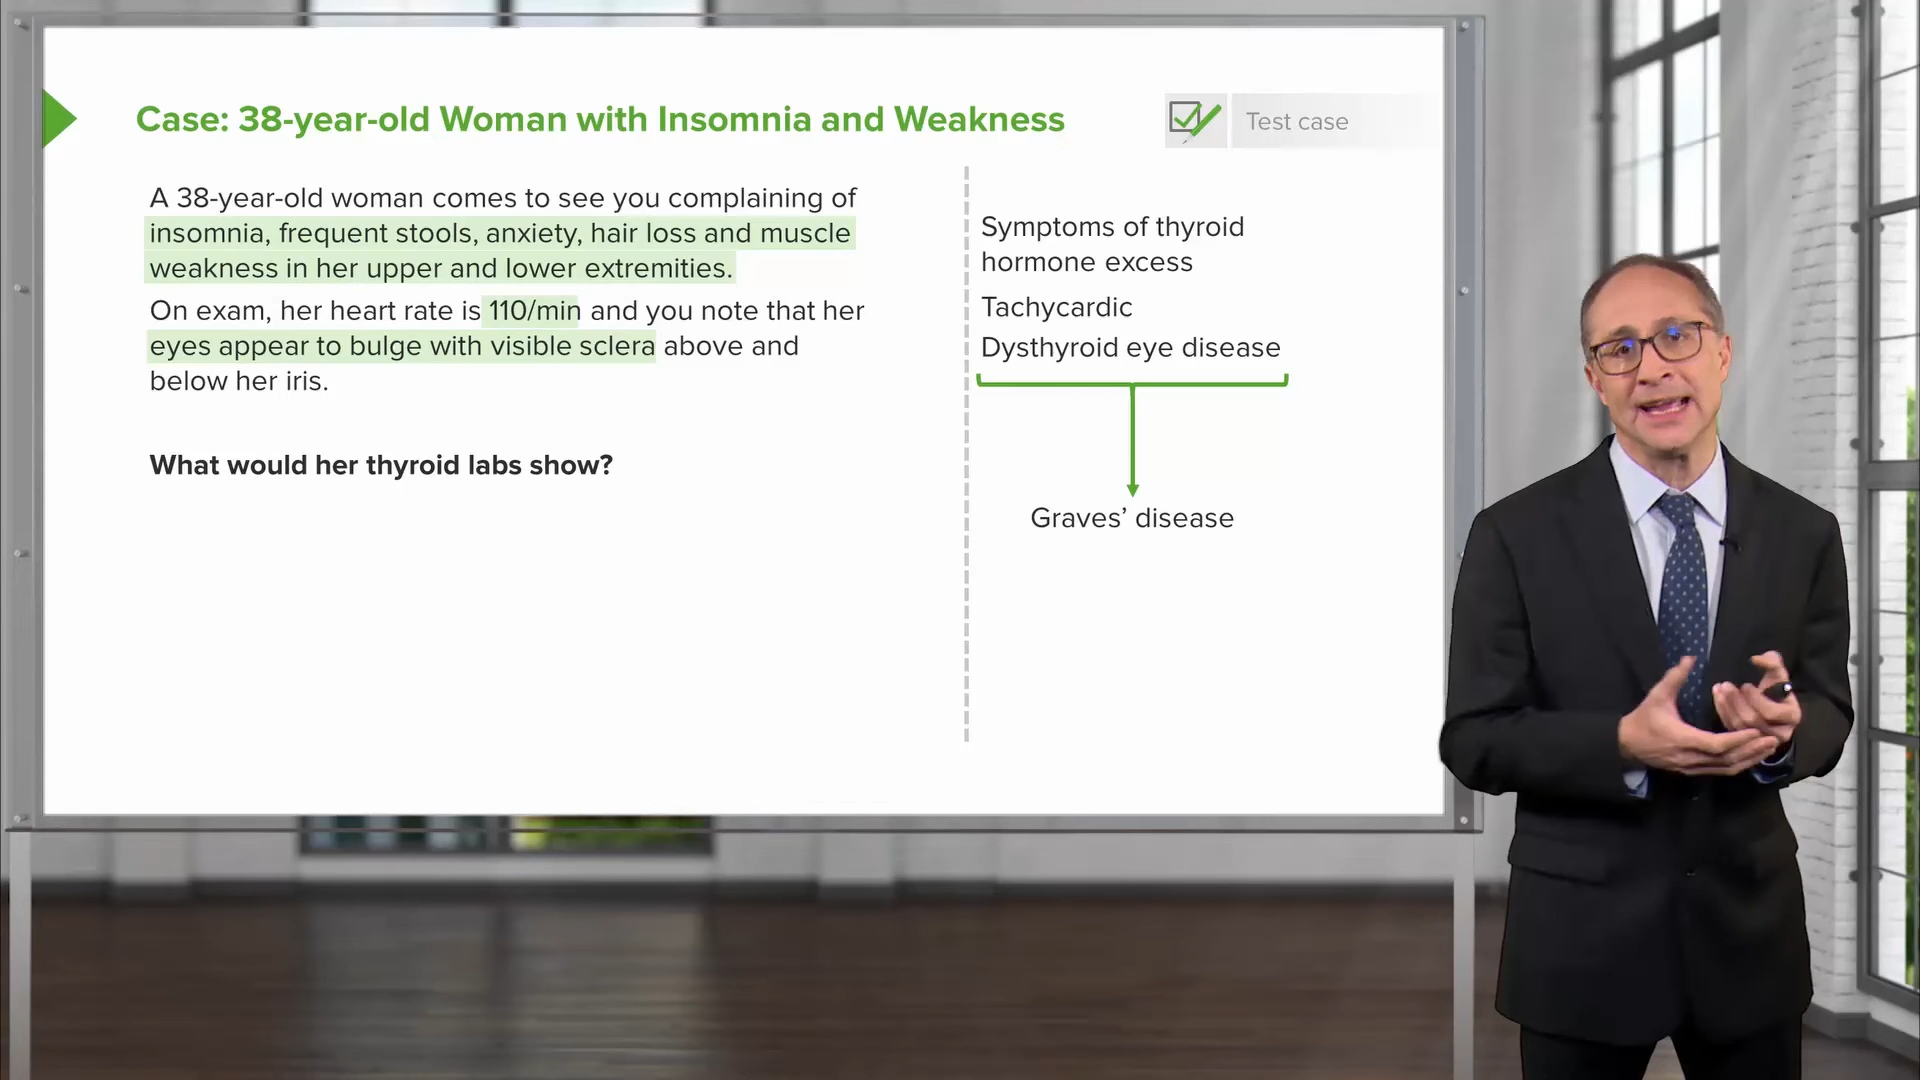 Case: 38-year-old Woman with Insomnia and Weakness
Test case
A 38-year-old woman comes to see you complaining of
insomnia, frequent stools, anxiety, hair loss and muscle
weakness in her upper and lower extremities.
On exam, her heart rate is 110/min and you note that her
eyes appear to bulge with visible sclera above and
below her iris.
What would her thyroid labs show?
Symptoms of thyroid
hormone excess
Tachycardic
Dysthyroid eye disease
Graves’ disease